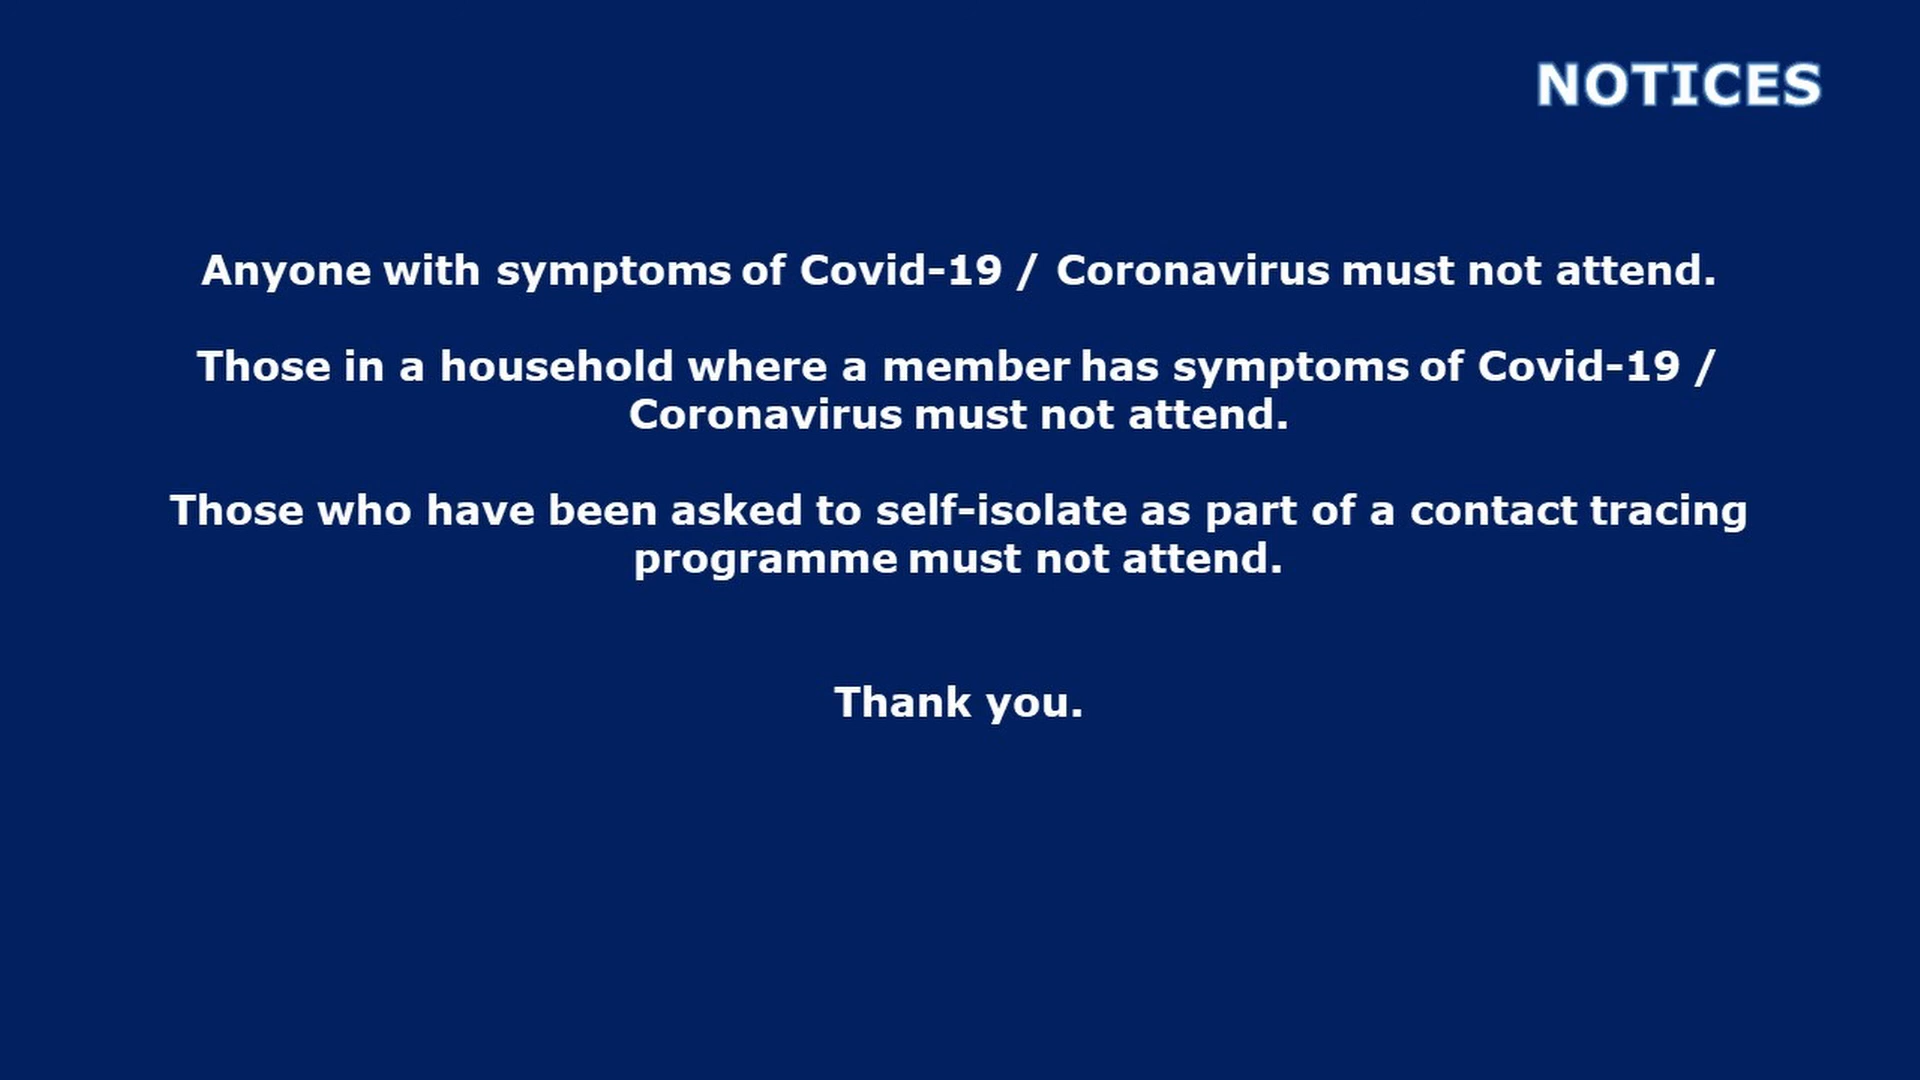 NOTICES
Anyone with symptoms of Covid-19 / Coronavirus must not attend.
Those in a household where a member has symptoms of Covid-19 /
Coronavirus must not attend.
Those who have been asked to self-isolate as part of a contact tracing
programme must not attend.
Thank you.